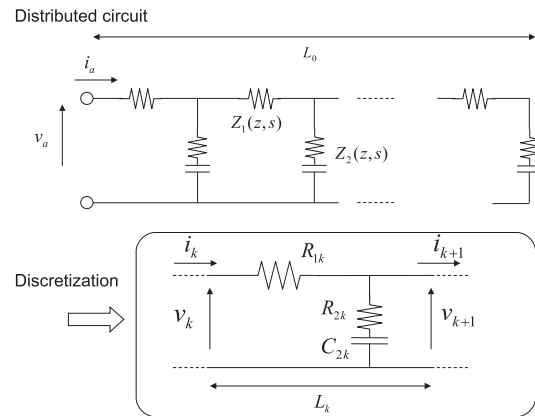 Distributed circuit
L₀
iₐ
vₐ
Z₁(z,s)
Z₂(z,s)
Discretization
iₖ
R₁ₖ
iₖ₊₁
vₖ
R₂ₖ
C₂ₖ
vₖ₊₁
Lₖ